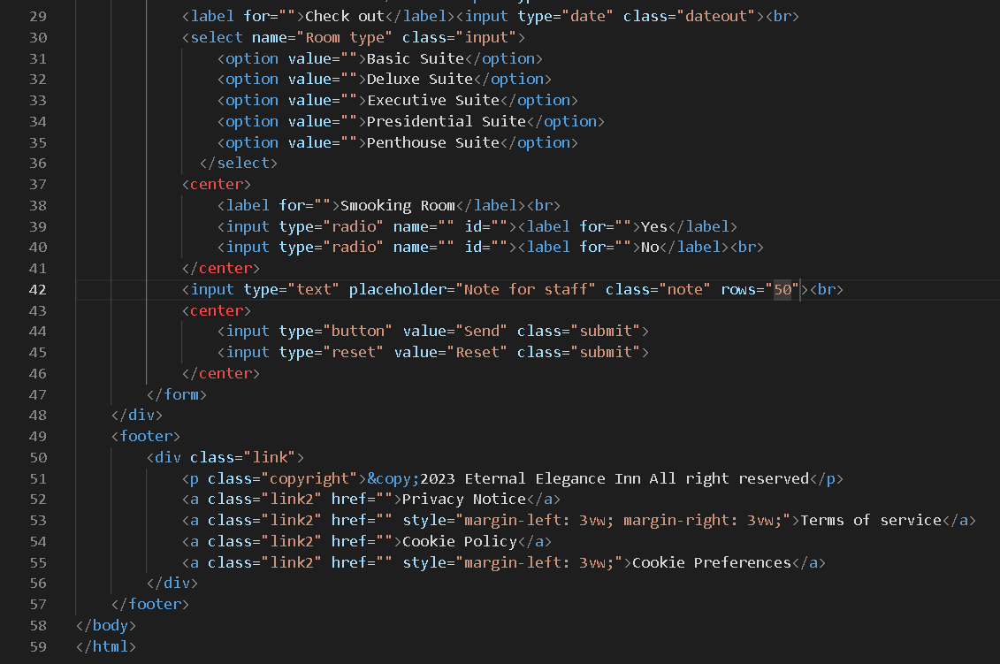 29 <label for="">Check out</label><input type="date" class="dateout"><br>
30 <select name="Room type" class="input">
31 <option value="">Basic Suite</option>
32 <option value="">Deluxe Suite</option>
33 <option value="">Executive Suite</option>
34 <option value="">Presidential Suite</option>
35 <option value="">Penthouse Suite</option>
36 </select>
37 <center>
38 <label for="">Smooking Room</label><br>
39 <input type="radio" name="" id=""><label for="">Yes</label>
40 <input type="radio" name="" id=""><label for="">No</label><br>
41 </center>
42 <input type="text" placeholder="Note for staff" class="note" rows="50"><br>
43 <center>
44 <input type="button" value="Send" class="submit">
45 <input type="reset" value="Reset" class="submit">
46 </center>
47 </form>
48 </div>
49 <footer>
50 <div class="link">
51 <p class="copyright">&copy;2023 Eternal Elegance Inn All right reserved</p>
52 <a class="link2" href="">Privacy Notice</a>
53 <a class="link2" href="" style="margin-left: 3vw; margin-right: 3vw;">Terms of service</a>
54 <a class="link2" href="">Cookie Policy</a>
55 <a class="link2" href="" style="margin-left: 3vw;">Cookie Preferences</a>
56 </div>
57 </footer>
58 </body>
59 </html>